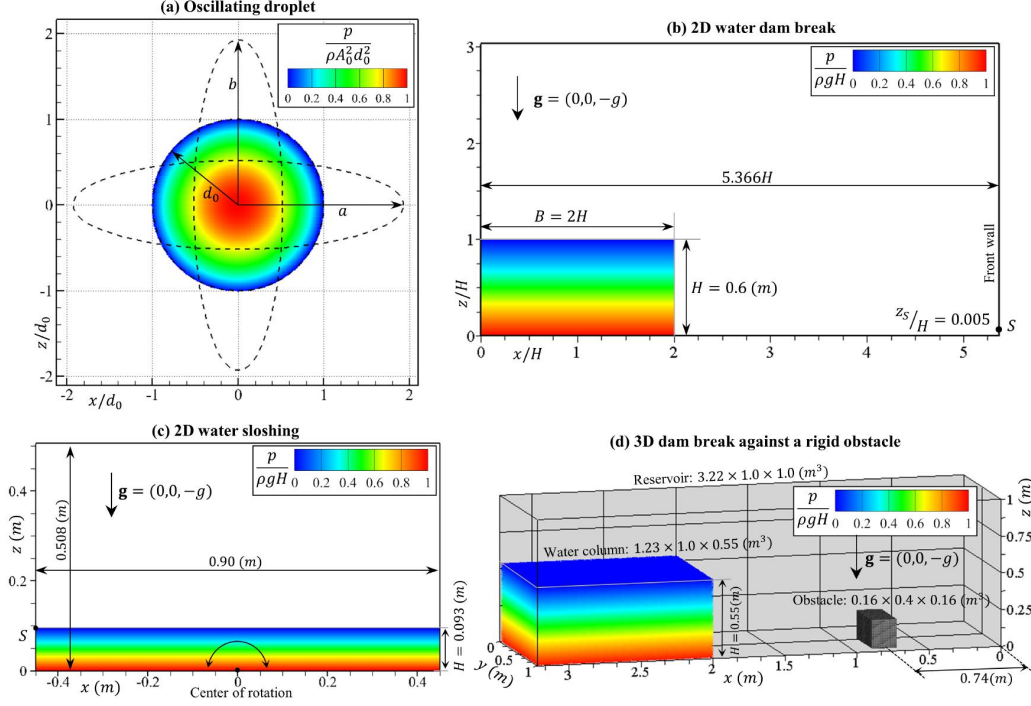 (a) Oscillating droplet
p / ρA₀²d₀²
0 0.2 0.4 0.6 0.8 1
b
d₀
a
2
1
0
-1
-2
z/d₀
-2 -1 0 1 2
x/d₀
(b) 2D water dam break
p / ρgH
0 0.2 0.4 0.6 0.8 1
g = (0,0,−g)
5.366H
B = 2H
H = 0.6 (m)
Front wall
z_S/H = 0.005
S
3
2
1
0
z/H
0 1 2 3 4 5
x/H
(c) 2D water sloshing
p / ρgH
0 0.2 0.4 0.6 0.8 1
g = (0,0,−g)
0.508 (m)
0.90 (m)
H = 0.093 (m)
S
0.4
0.2
0
z (m)
-0.4 -0.2 0 0.2 0.4
x (m)
Center of rotation
(d) 3D dam break against a rigid obstacle
Reservoir: 3.22 × 1.0 × 1.0 (m³)
p / ρgH
0 0.2 0.4 0.6 0.8 1
Water column: 1.23 × 1.0 × 0.55 (m³)
g = (0,0,−g)
Obstacle: 0.16 × 0.4 × 0.16 (m³)
H = 0.55(m)
z (m)
1
0.75
0.5
0.25
0
0
0.5
1
y (m)
3 2 2 1.5 1 0.5 0
x (m)
0.74(m)